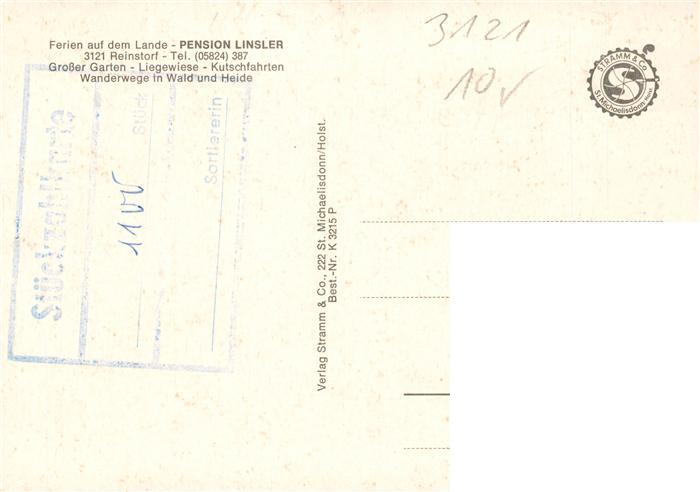 Ferien auf dem Lande - PENSION LINSLER
3121 Reinstorf - Tel. (05824) 387
Großer Garten - Liegewiese - Kutschfahrten
Wanderwege in Wald und Heide
3121
10
STRAMM & Co.
St. Michaelisdonn
Stückzahlkarte
1100
Stück
Sortiererin
Verlag Stramm & Co., 222 St. Michaelisdonn/Holst.
Best.-Nr. K 3215 P